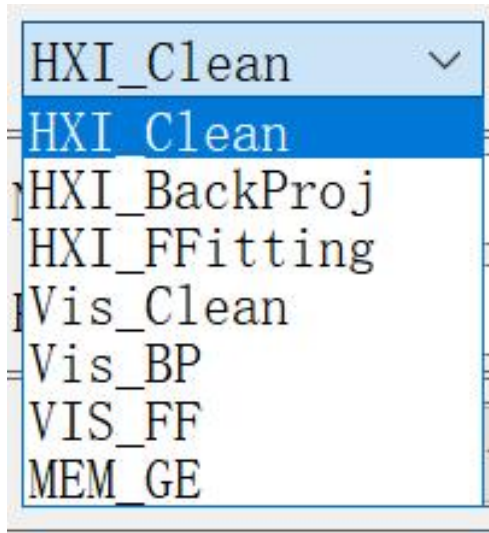 HXI_Clean
HXI_Clean
HXI_BackProj
HXI_FFitting
Vis_Clean
Vis_BP
VIS_FF
MEM_GE